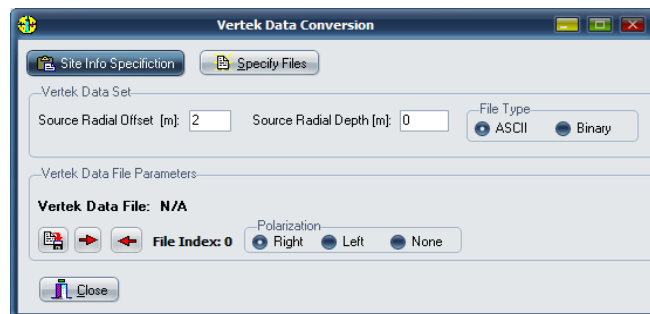 Vertek Data Conversion
Site Info Specifiction Specify Files
Vertek Data Set
Source Radial Offset [m]: 2 Source Radial Depth [m]: 0 File Type ASCII Binary
Vertek Data File Parameters
Vertek Data File: N/A
File Index: 0 Polarization Right Left None
Close